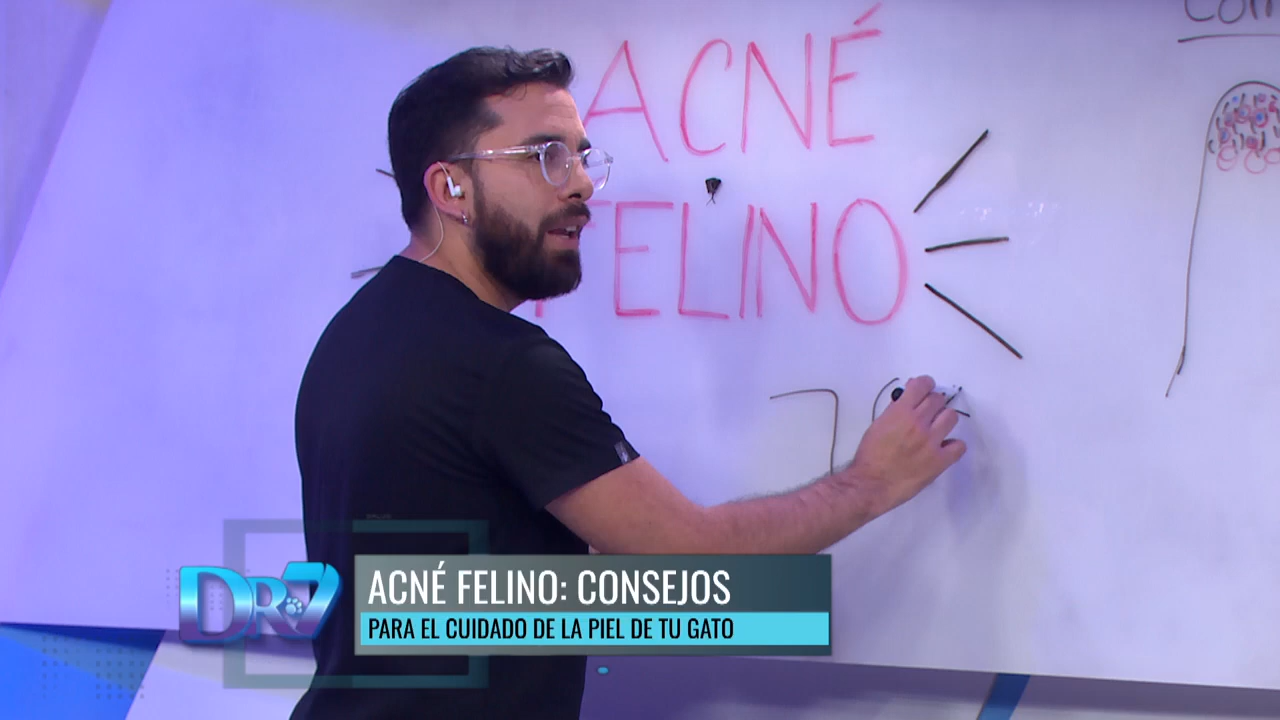 ACNÉ
FELINO
DR7
ACNÉ FELINO: CONSEJOS
PARA EL CUIDADO DE LA PIEL DE TU GATO